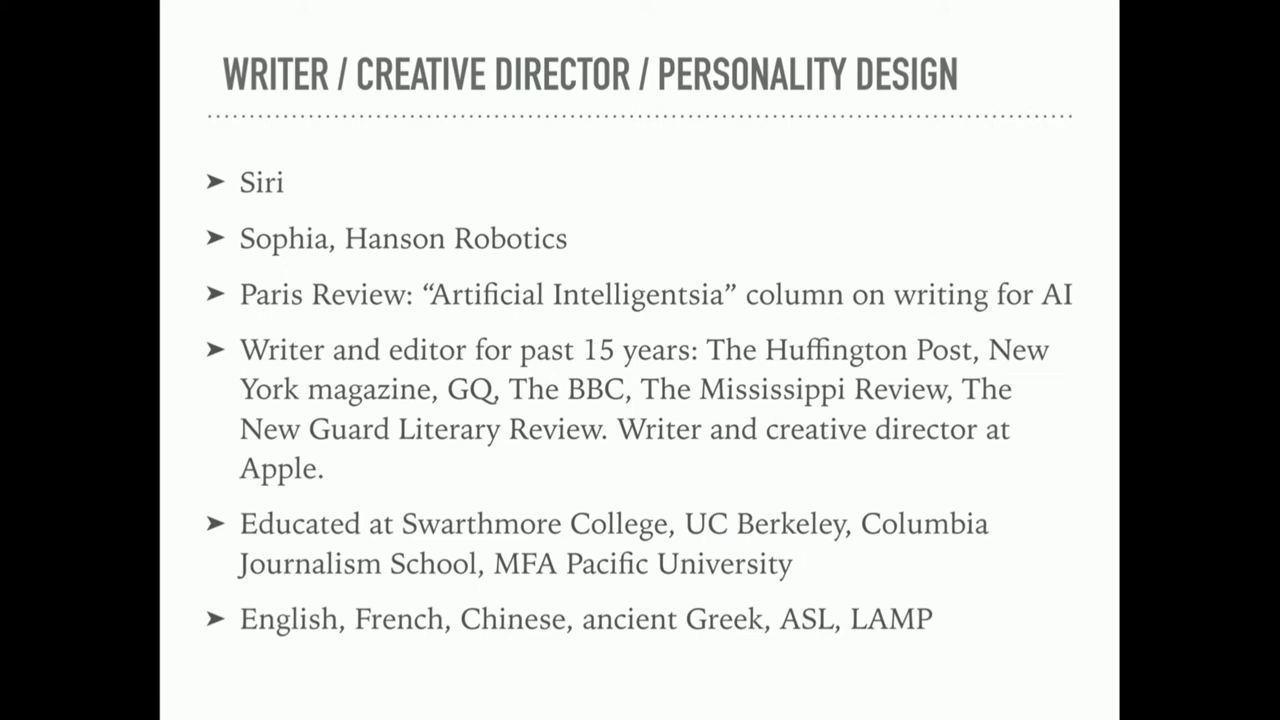 WRITER / CREATIVE DIRECTOR / PERSONALITY DESIGN
➤ Siri
➤ Sophia, Hanson Robotics
➤ Paris Review: “Artificial Intelligentsia” column on writing for AI
➤ Writer and editor for past 15 years: The Huffington Post, New
York magazine, GQ, The BBC, The Mississippi Review, The
New Guard Literary Review. Writer and creative director at
Apple.
➤ Educated at Swarthmore College, UC Berkeley, Columbia
Journalism School, MFA Pacific University
➤ English, French, Chinese, ancient Greek, ASL, LAMP